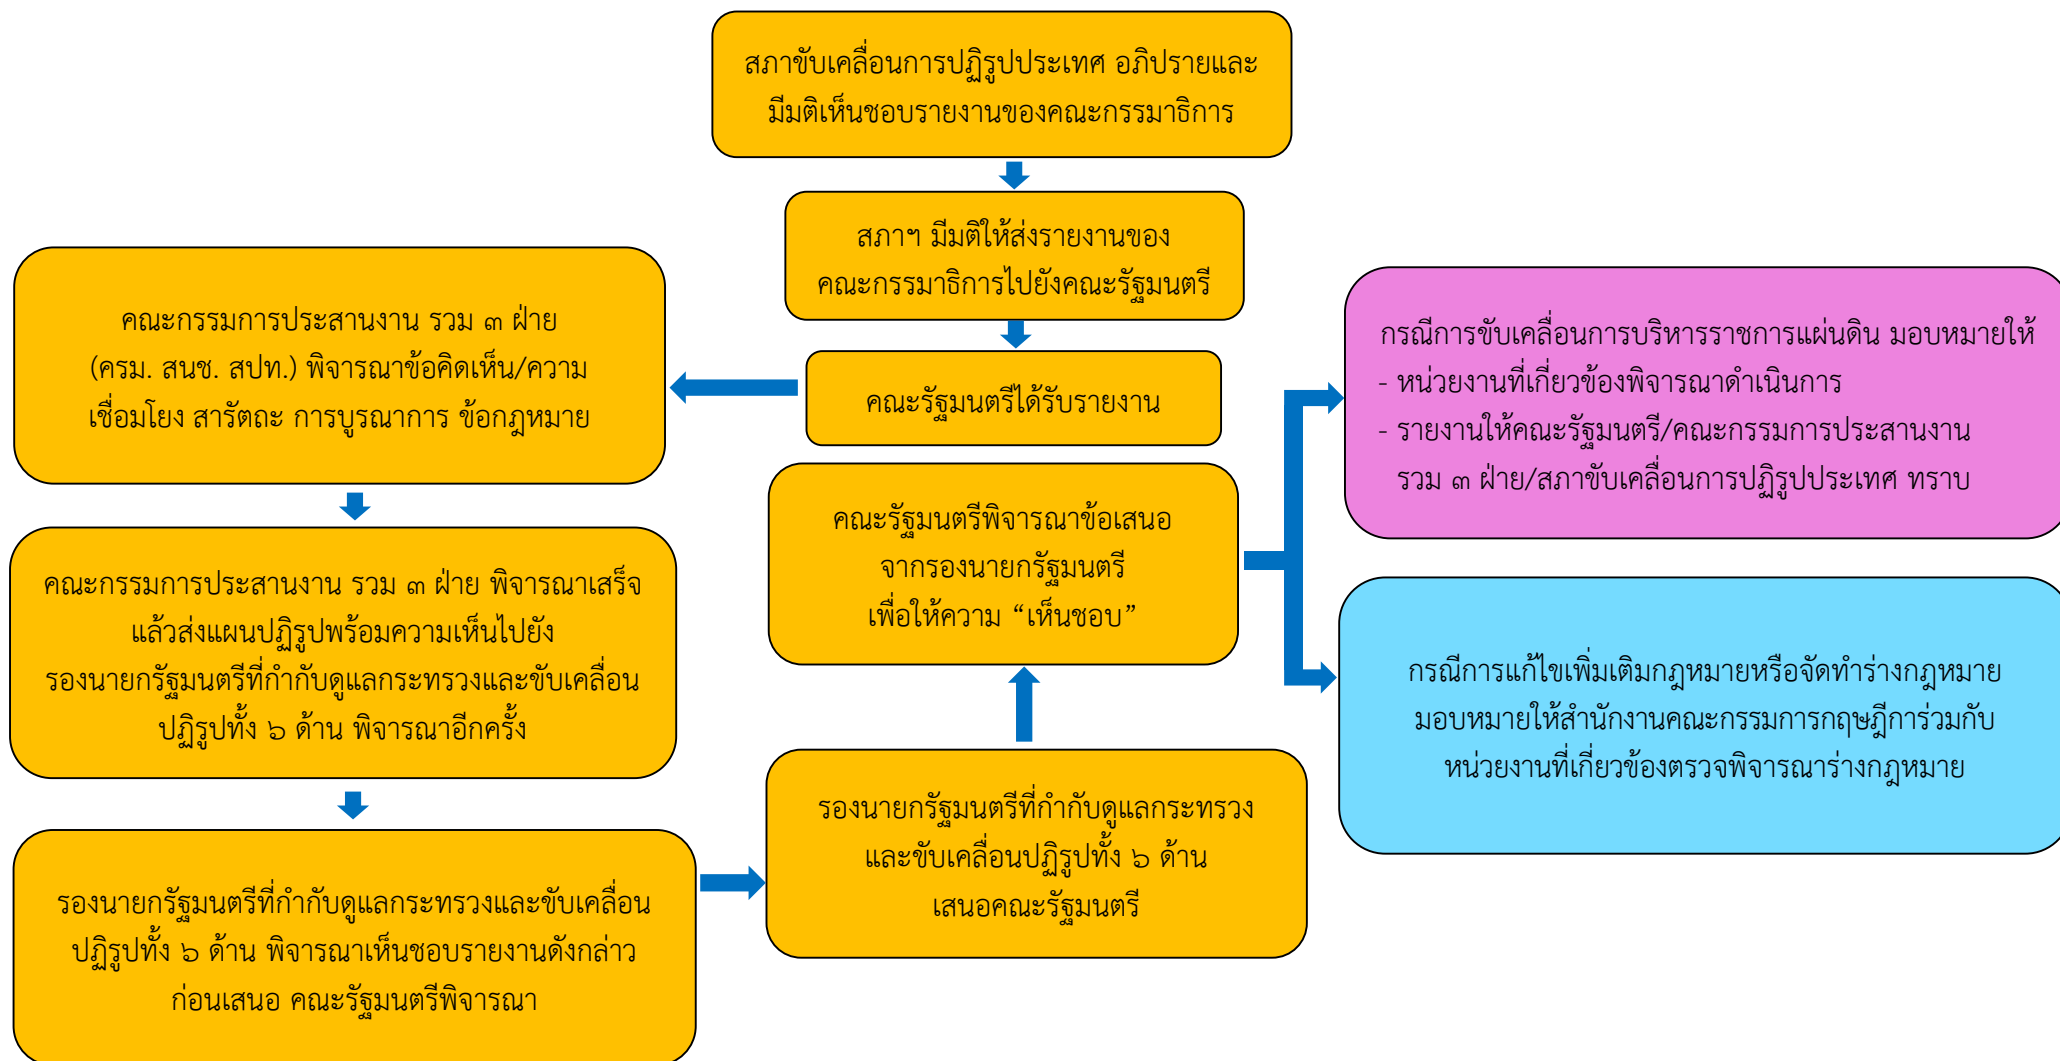 สภาขับเคลื่อนการปฏิรูปประเทศ อภิปรายและ
มีมติเห็นชอบรายงานของคณะกรรมาธิการ
สภาฯ มีมติให้ส่งรายงานของ
คณะกรรมาธิการไปยังคณะรัฐมนตรี
คณะรัฐมนตรีได้รับรายงาน
คณะกรรมการประสานงาน รวม ๓ ฝ่าย
(ครม. สนช. สปท.) พิจารณาข้อคิดเห็น/ความ
เชื่อมโยง สารัตถะ การบูรณาการ ข้อกฎหมาย
คณะกรรมการประสานงาน รวม ๓ ฝ่าย พิจารณาเสร็จ
แล้วส่งแผนปฏิรูปพร้อมความเห็นไปยัง
รองนายกรัฐมนตรีที่กำกับดูแลกระทรวงและขับเคลื่อน
ปฏิรูปทั้ง ๖ ด้าน พิจารณาอีกครั้ง
รองนายกรัฐมนตรีที่กำกับดูแลกระทรวงและขับเคลื่อน
ปฏิรูปทั้ง ๖ ด้าน พิจารณาเห็นชอบรายงานดังกล่าว
ก่อนเสนอ คณะรัฐมนตรีพิจารณา
รองนายกรัฐมนตรีที่กำกับดูแลกระทรวง
และขับเคลื่อนปฏิรูปทั้ง ๖ ด้าน
เสนอคณะรัฐมนตรี
คณะรัฐมนตรีพิจารณาข้อเสนอ
จากรองนายกรัฐมนตรี
เพื่อให้ความ “เห็นชอบ”
กรณีการขับเคลื่อนการบริหารราชการแผ่นดิน มอบหมายให้
- หน่วยงานที่เกี่ยวข้องพิจารณาดำเนินการ
- รายงานให้คณะรัฐมนตรี/คณะกรรมการประสานงาน
รวม ๓ ฝ่าย/สภาขับเคลื่อนการปฏิรูปประเทศ ทราบ
กรณีการแก้ไขเพิ่มเติมกฎหมายหรือจัดทำร่างกฎหมาย
มอบหมายให้สำนักงานคณะกรรมการกฤษฎีการ่วมกับ
หน่วยงานที่เกี่ยวข้องตรวจพิจารณาร่างกฎหมาย